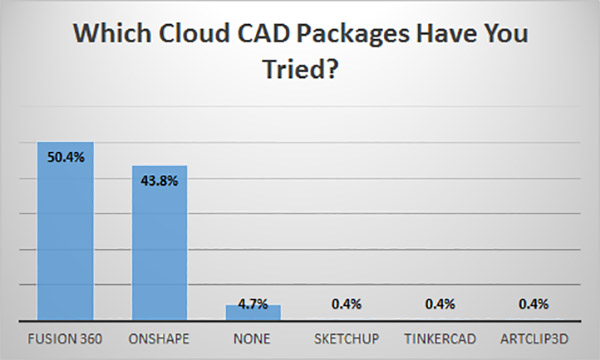 Which Cloud CAD Packages Have You
Tried?
50.4%
43.8%
4.7%
0.4%
0.4%
0.4%
FUSION 360
ONSHAPE
NONE
SKETCHUP
TINKERCAD
ARTCLIP3D